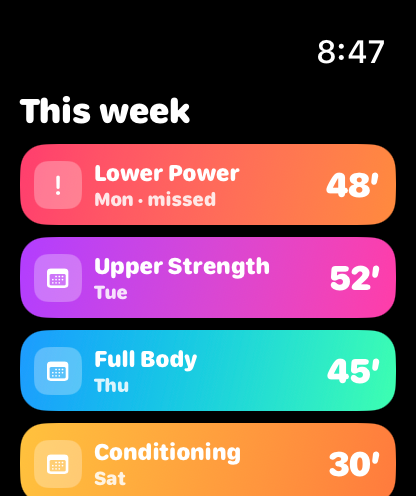 8:47
This week
Lower Power
48′
Mon · missed
Upper Strength
52′
Tue
Full Body
45′
Thu
Conditioning
30′
Sat